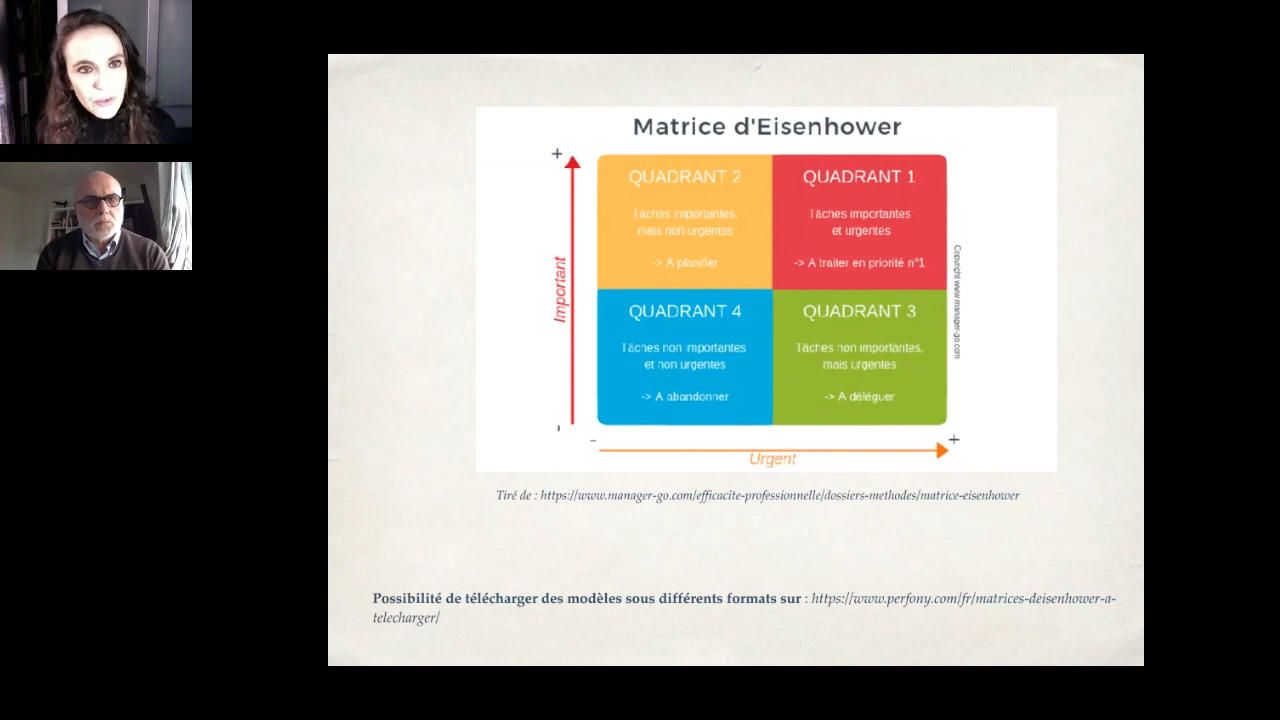 Matrice d'Eisenhower
+
QUADRANT 2
Tâches importantes,
mais non urgentes
-> A planifier
QUADRANT 1
Tâches importantes
et urgentes
-> A traiter en priorité n°1
Important
QUADRANT 4
Tâches non importantes
et non urgentes
-> A abandonner
QUADRANT 3
Tâches non importantes,
mais urgentes
-> A déléguer
Copyright www.manager-go.com
-
-
+
Urgent
Tiré de : https://www.manager-go.com/efficacite-professionnelle/dossiers-methodes/matrice-eisenhower
Possibilité de télécharger des modèles sous différents formats sur : https://www.perfony.com/fr/matrices-deisenhower-a-
telecharger/